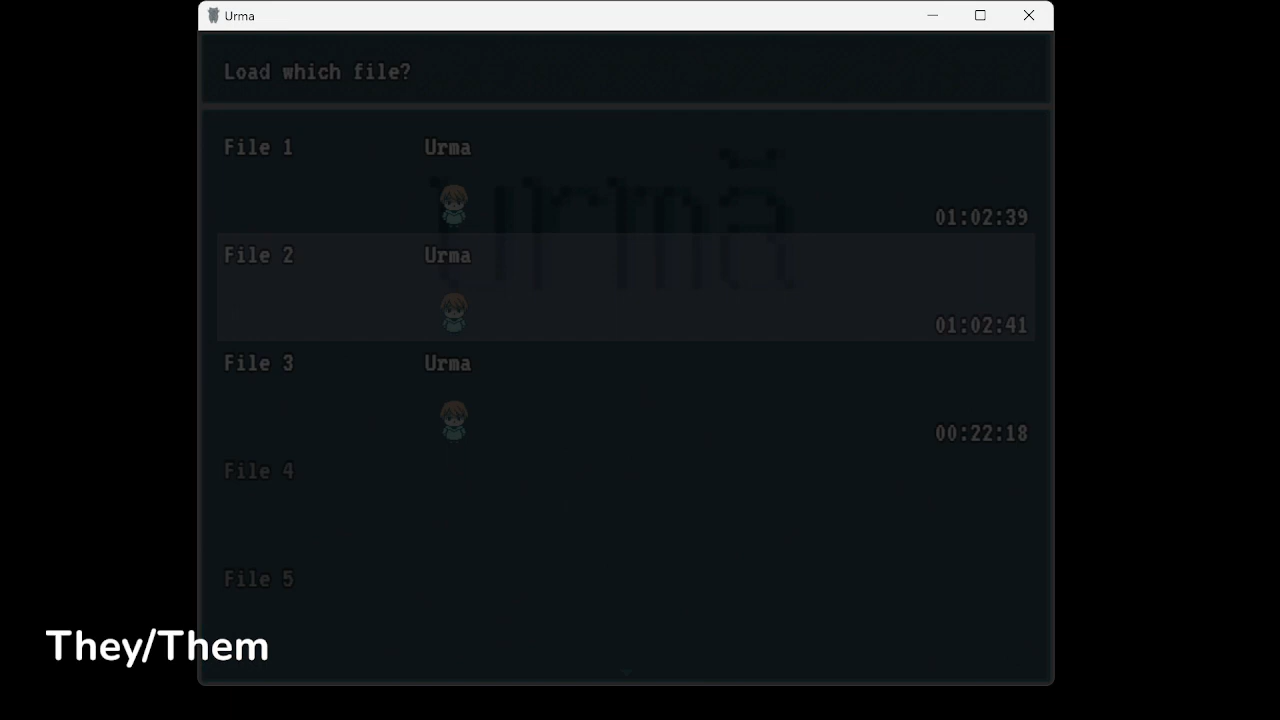 Urma
Load which file?
File 1 Urma
Urmă
01:02:39
File 2 Urma
01:02:41
File 3 Urma
00:22:18
File 4
File 5
They/Them